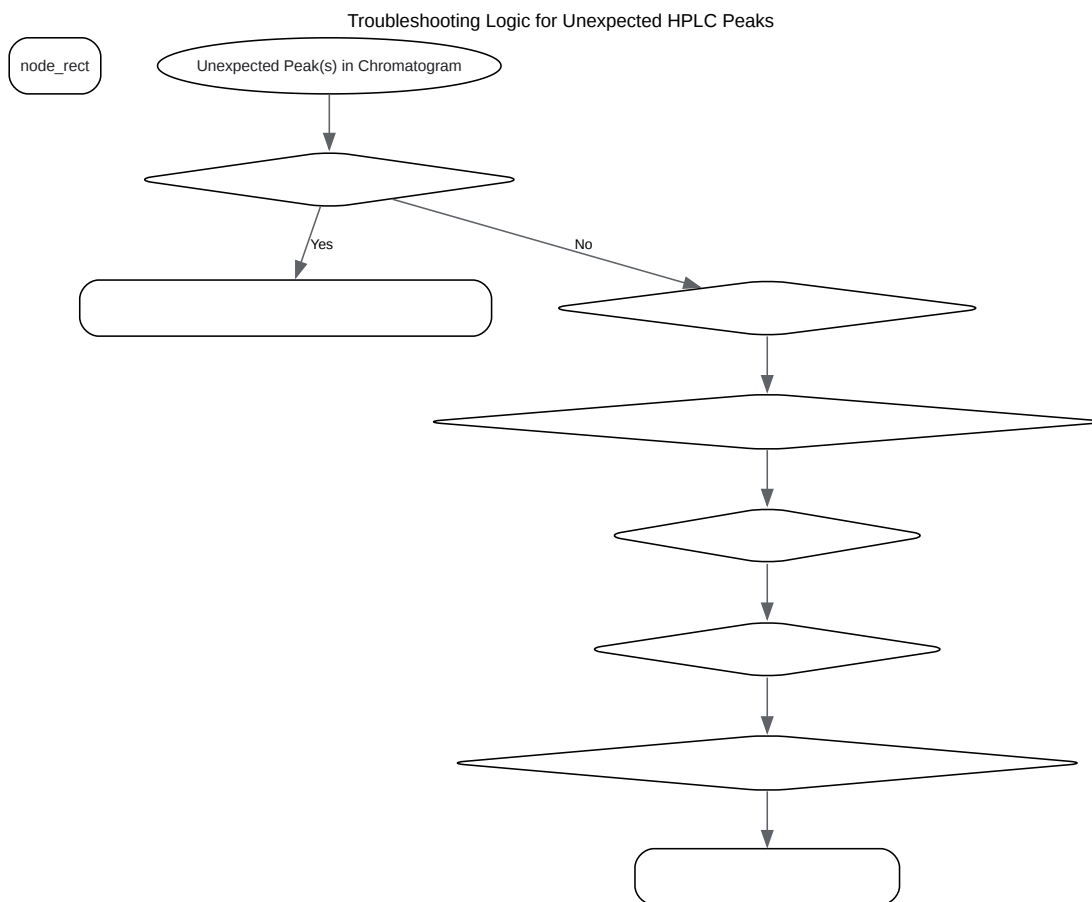 Troubleshooting Logic for Unexpected HPLC Peaks
node_rect
Unexpected Peak(s) in Chromatogram
Yes
No